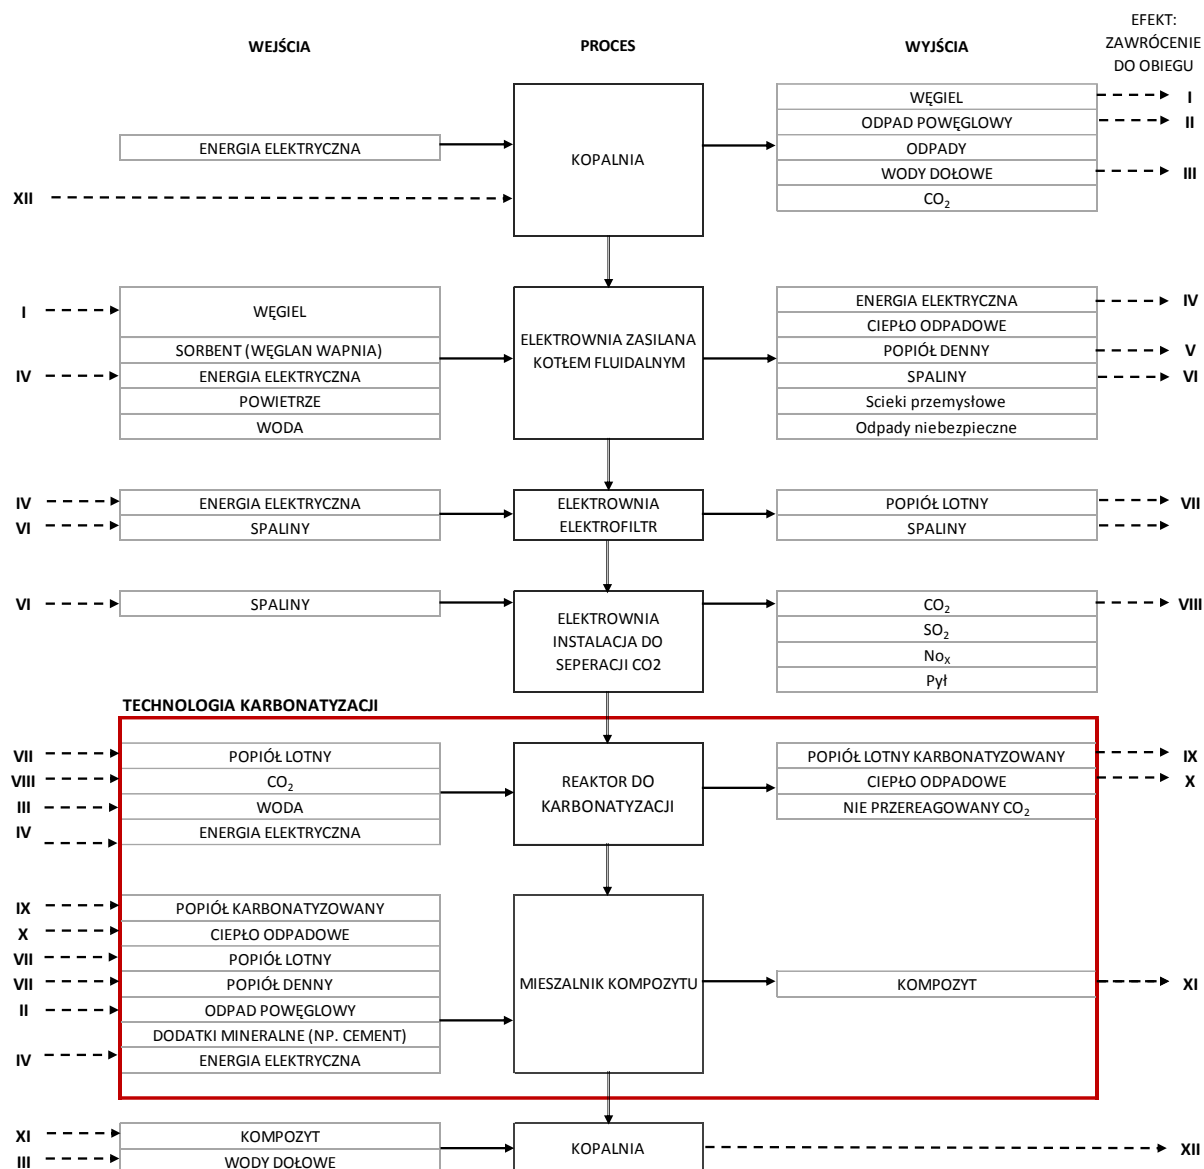 EFEKT:
ZAWRÓCENIE
DO OBIEGU
WEJŚCIA
PROCES
WYJŚCIA
ENERGIA ELEKTRYCZNA
XII
KOPALNIA
WĘGIEL
I
ODPAD POWĘGLOWY
II
ODPADY
WODY DOŁOWE
III
CO₂
I
WĘGIEL
SORBENT (WĘGLAN WAPNIA)
IV
ENERGIA ELEKTRYCZNA
POWIETRZE
WODA
ELEKTROWNIA ZASILANA
KOTŁEM FLUIDALNYM
ENERGIA ELEKTRYCZNA
IV
CIEPŁO ODPADOWE
POPIÓŁ DENNY
V
SPALINY
VI
Scieki przemysłowe
Odpady niebezpieczne
IV
ENERGIA ELEKTRYCZNA
VI
SPALINY
ELEKTROWNIA
ELEKTROFILTR
POPIÓŁ LOTNY
VII
SPALINY
VI
SPALINY
ELEKTROWNIA
INSTALACJA DO
SEPERACJI CO2
CO₂
VIII
SO₂
Noₓ
Pył
TECHNOLOGIA KARBONATYZACJI
VII
POPIÓŁ LOTNY
VIII
CO₂
III
WODA
IV
ENERGIA ELEKTRYCZNA
REAKTOR DO
KARBONATYZACJI
POPIÓŁ LOTNY KARBONATYZOWANY
IX
CIEPŁO ODPADOWE
X
NIE PRZEREAGOWANY CO₂
IX
POPIÓŁ KARBONATYZOWANY
X
CIEPŁO ODPADOWE
VII
POPIÓŁ LOTNY
VII
POPIÓŁ DENNY
II
ODPAD POWĘGLOWY
DODATKI MINERALNE (NP. CEMENT)
IV
ENERGIA ELEKTRYCZNA
MIESZALNIK KOMPOZYTU
KOMPOZYT
XI
XI
KOMPOZYT
III
WODY DOŁOWE
KOPALNIA
XII